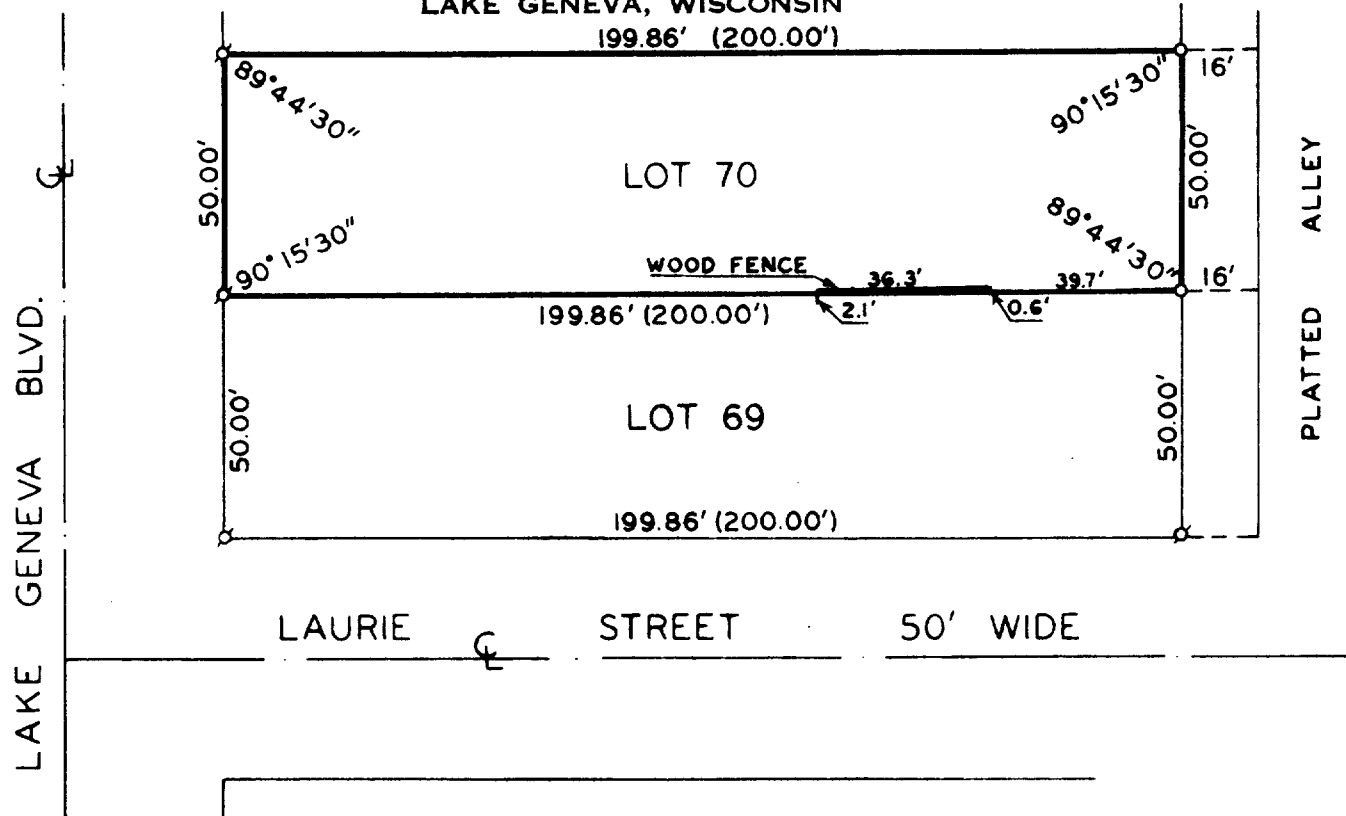 LAKE GENEVA, WISCONSIN
199.86' (200.00')
89°44'30"
90°15'30"
16'
50.00'
LOT 70
50.00'
PLATTED ALLEY
90°15'30"
89°44'30"
WOOD FENCE
36.3'
39.7'
16'
199.86' (200.00')
2.1'
0.6'
LAKE GENEVA BLVD.
50.00'
LOT 69
50.00'
199.86' (200.00')
LAURIE STREET 50' WIDE